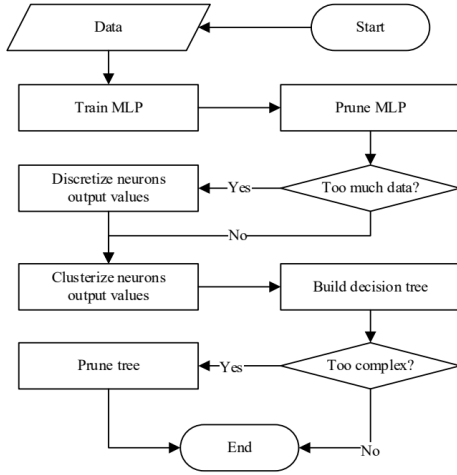 Data
Start
Train MLP
Prune MLP
Discretize neurons
output values
Yes
Too much data?
No
Clusterize neurons
output values
Build decision tree
Prune tree
Yes
Too complex?
End
No